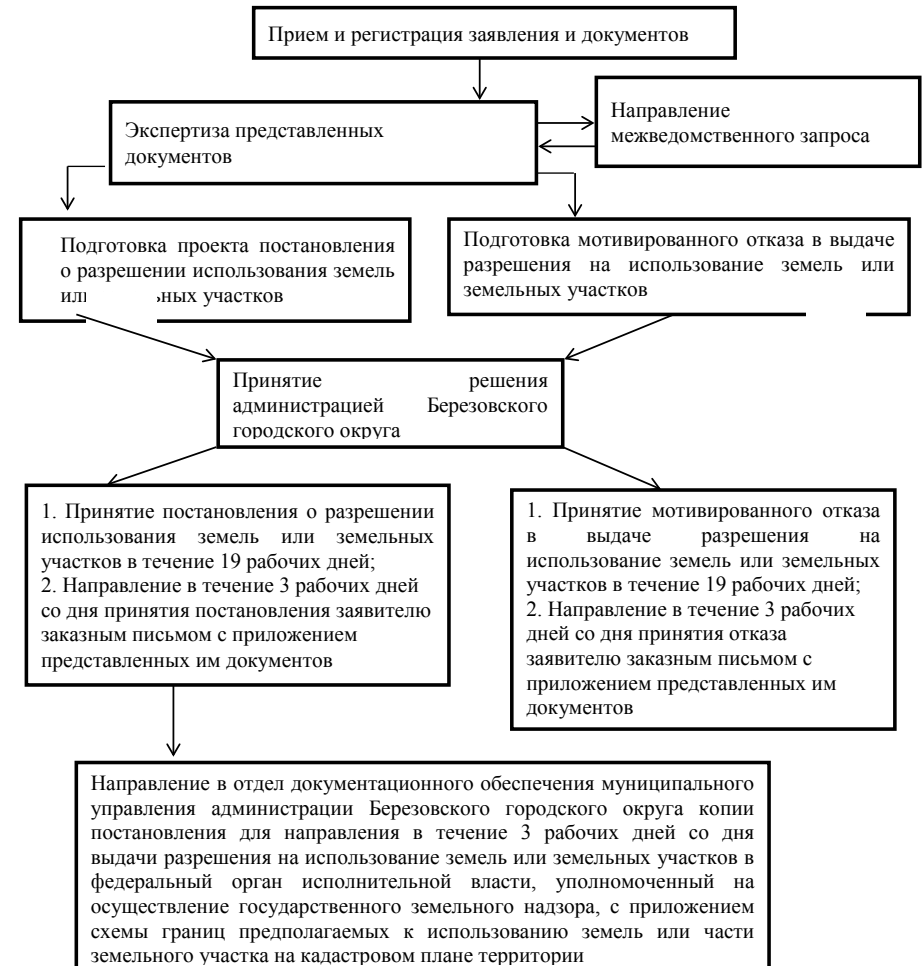 Прием и регистрация заявления и документов
Экспертиза представленных
документов
Направление
межведомственного запроса
Подготовка проекта постановления
о разрешении использования земель
участков
Подготовка мотивированного отказа в выдаче
разрешения на использование земель или
земельных участков
Принятие решения
администрацией Березовского
городского округа
1. Принятие постановления о разрешении
использования земель или земельных
участков в течение 19 рабочих дней;
2. Направление в течение 3 рабочих дней
со дня принятия постановления заявителю
заказным письмом с приложением
представленных им документов
1. Принятие мотивированного отказа
в выдаче разрешения на
использование земель или земельных
участков в течение 19 рабочих дней;
2. Направление в течение 3 рабочих
дней со дня принятия отказа
заявителю заказным письмом с
приложением представленных им
документов
Направление в отдел документационного обеспечения муниципального
управления администрации Березовского городского округа копии
постановления для направления в течение 3 рабочих дней со дня
выдачи разрешения на использование земель или земельных участков в
федеральный орган исполнительной власти, уполномоченный на
осуществление государственного земельного надзора, с приложением
схемы границ предполагаемых к использованию земель или части
земельного участка на кадастровом плане территории